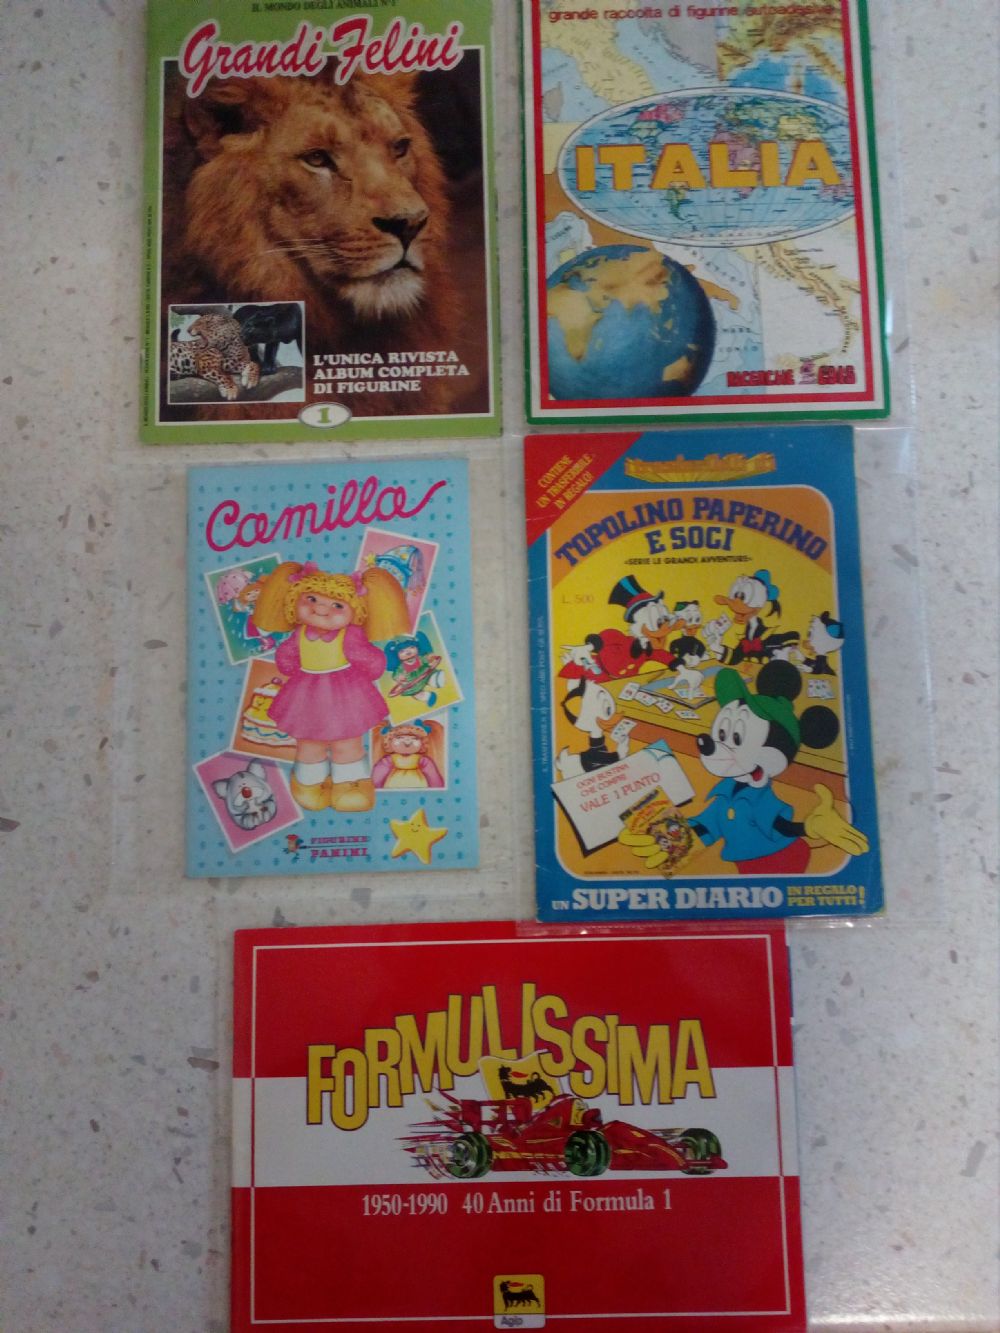 IL MONDO DEGLI ANIMALI N°1
Grandi Felini
L'UNICA RIVISTA
ALBUM COMPLETA
DI FIGURINE
1
grande raccolta di figurine autoadesive
ITALIA
RICERCHE
Camilla
FIGURINE
PANINI
CONTIENE
UN TRASFERIBILE
IN REGALO!
TOPOLINO PAPERINO
E SOCI
«SERIE LE GRANDI AVVENTURE»
L. 500
OGNI BUSTINA
CHE COMPRI
VALE 1 PUNTO
UN SUPER DIARIO IN REGALO
PER TUTTI!
FORMULISSIMA
1950-1990 40 Anni di Formula 1
Agip